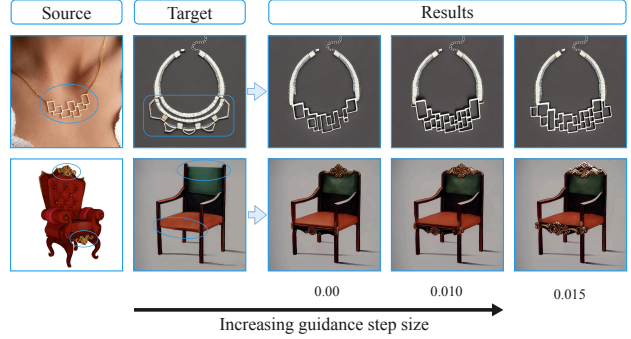 Source Target Results
0.00 0.010 0.015
Increasing guidance step size